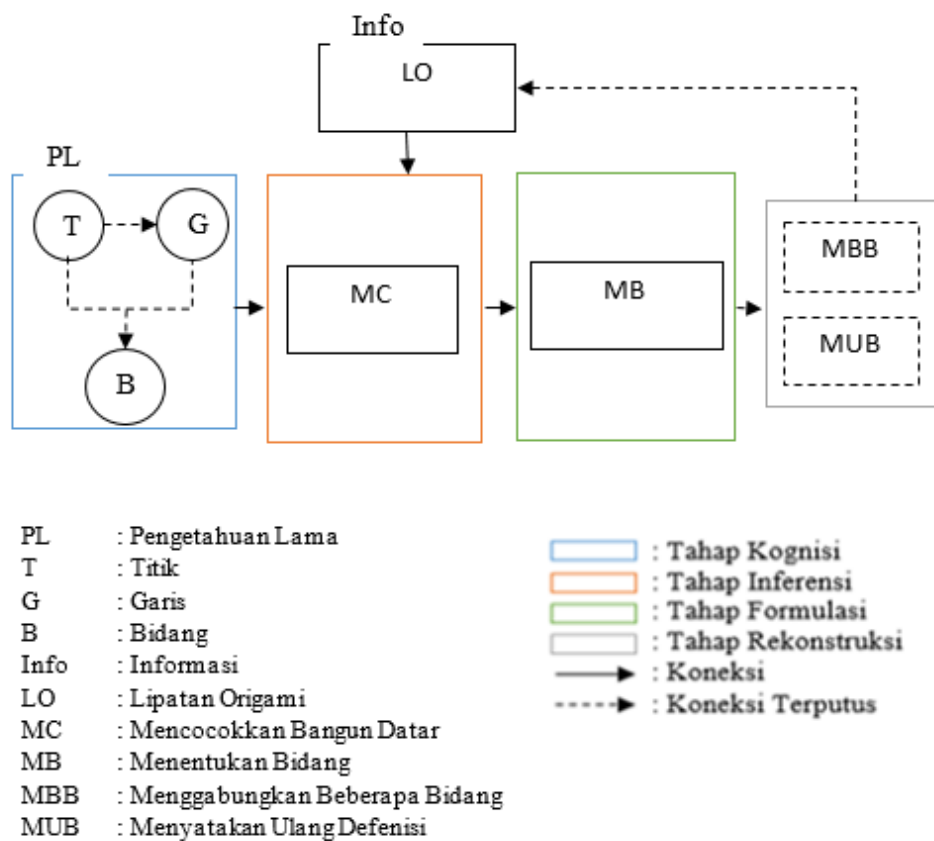 Info
LO
PL
T
G
B
MC
MB
MBB
MUB
PL : Pengetahuan Lama
T : Titik
G : Garis
B : Bidang
Info : Informasi
LO : Lipatan Origami
MC : Mencocokkan Bangun Datar
MB : Menentukan Bidang
MBB : Menggabungkan Beberapa Bidang
MUB : Menyatakan Ulang Defenisi
: Tahap Kognisi
: Tahap Inferensi
: Tahap Formulasi
: Tahap Rekonstruksi
: Koneksi
: Koneksi Terputus